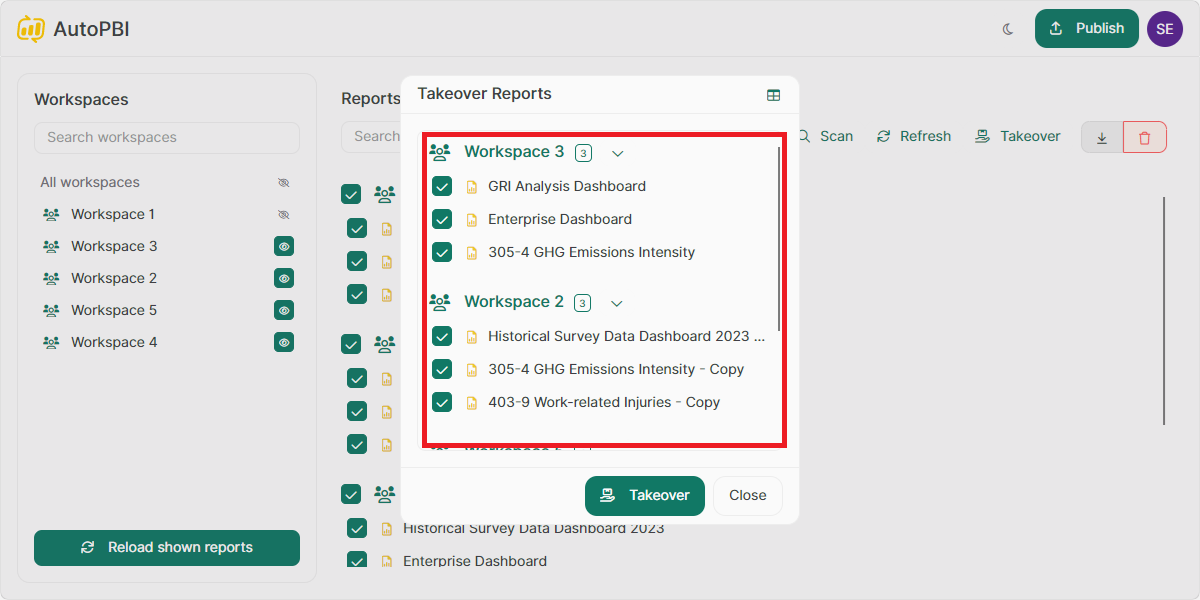 AutoPBI
Publish
SE
Workspaces
Search workspaces
All workspaces
Workspace 1
Workspace 3
Workspace 2
Workspace 5
Workspace 4
Reload shown reports
Reports
Search
Scan
Refresh
Takeover
Historical Survey Data Dashboard 2023
Enterprise Dashboard
Takeover Reports
Workspace 3 3
GRI Analysis Dashboard
Enterprise Dashboard
305-4 GHG Emissions Intensity
Workspace 2 3
Historical Survey Data Dashboard 2023 ...
305-4 GHG Emissions Intensity - Copy
403-9 Work-related Injuries - Copy
Takeover
Close